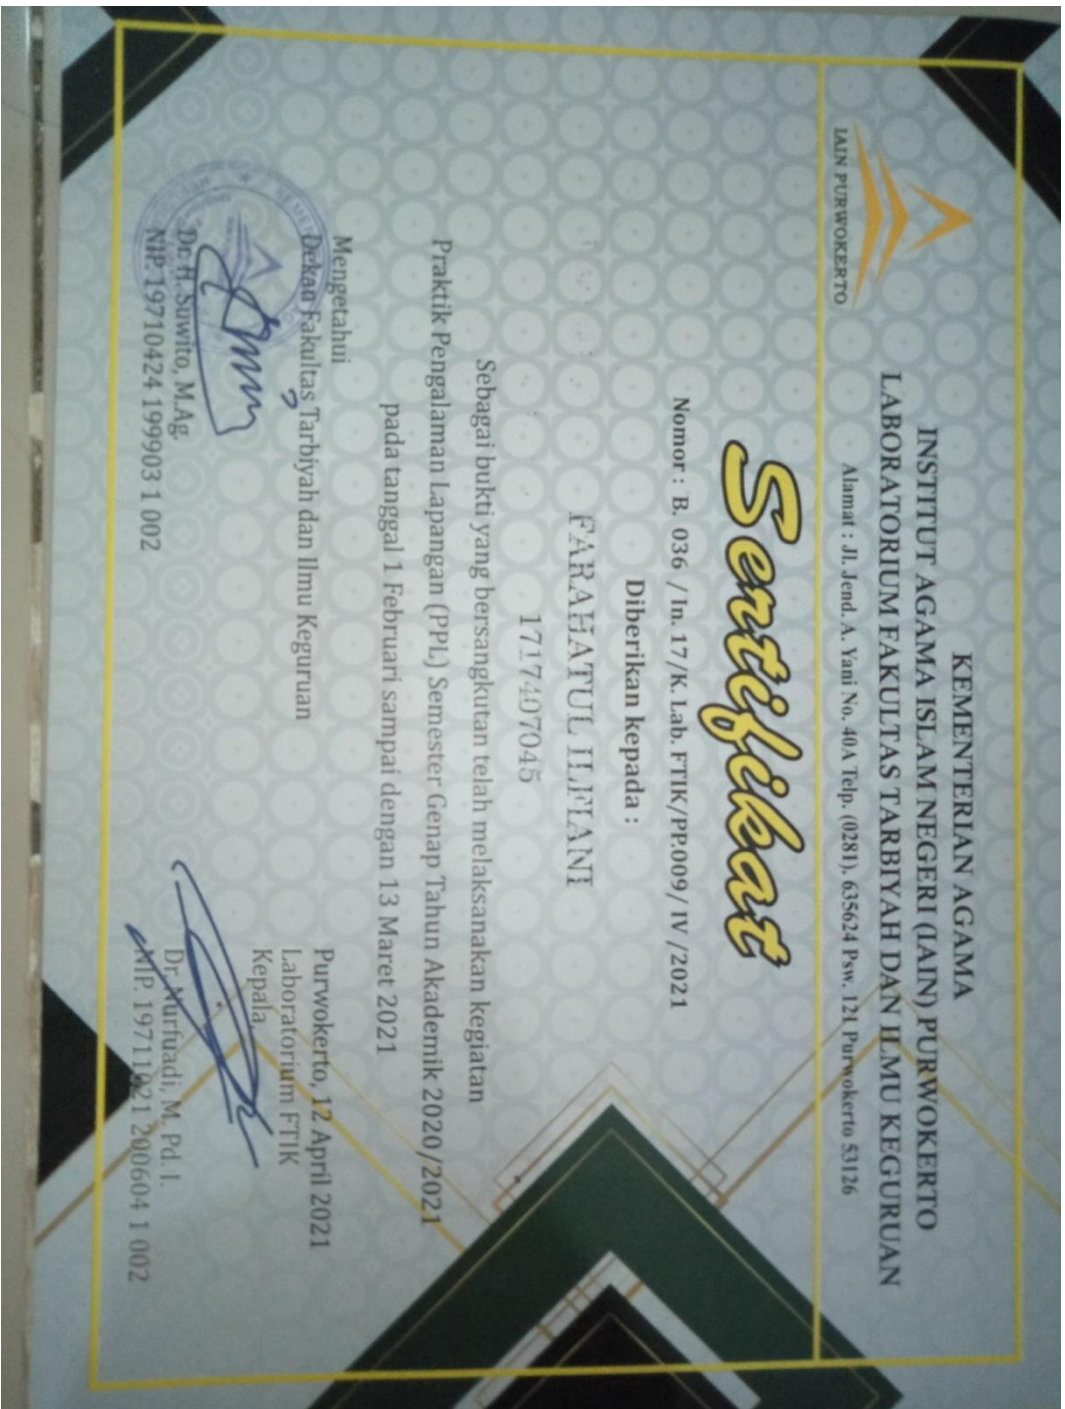 IAIN PURWOKERTO
KEMENTERIAN AGAMA
INSTITUT AGAMA ISLAM NEGERI (IAIN) PURWOKERTO
LABORATORIUM FAKULTAS TARBIYAH DAN ILMU KEGURUAN
Alamat : Jl. Jend. A. Yani No. 40A Telp. (0281). 635624 Psw. 121 Purwokerto 53126
Sertifikat
Nomor : B. 036 / In. 17/K. Lab. FTIK/PP.009/ IV /2021
Diberikan kepada :
FARAHATUL ILFIANI
1717407045
Sebagai bukti yang bersangkutan telah melaksanakan kegiatan
Praktik Pengalaman Lapangan (PPL) Semester Genap Tahun Akademik 2020/2021
pada tanggal 1 Februari sampai dengan 13 Maret 2021
Mengetahui
Dekan Fakultas Tarbiyah dan Ilmu Keguruan
Dr. H. Suwito, M.Ag.
NIP. 19710424 199903 1 002
Purwokerto, 12 April 2021
Laboratorium FTIK
Kepala,
Dr. Nurfuadi, M. Pd. I.
NIP. 19711021 200604 1 002